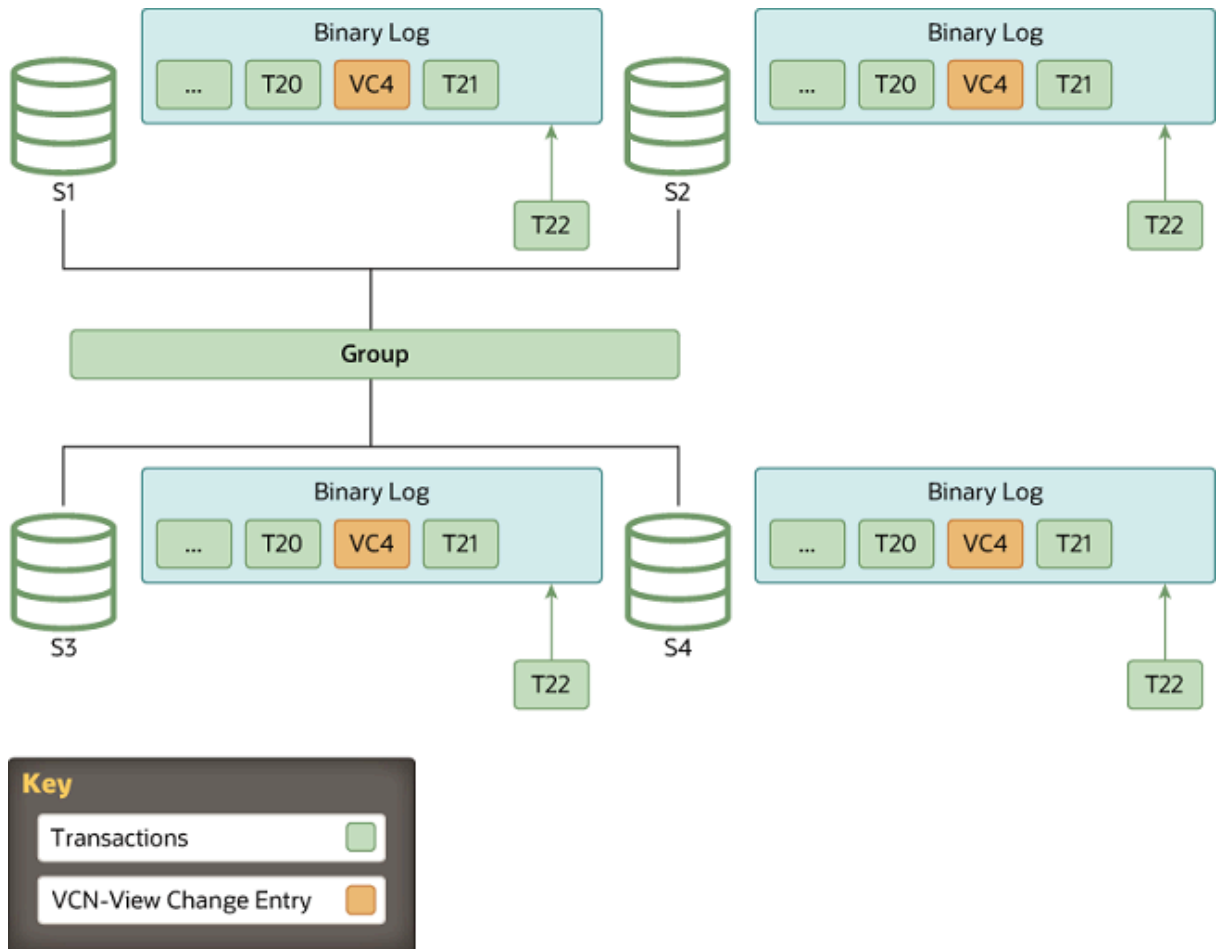 Binary Log
... T20 VC4 T21
T22
S1
Binary Log
... T20 VC4 T21
T22
S2
Group
Binary Log
... T20 VC4 T21
T22
S3
Binary Log
... T20 VC4 T21
T22
S4
Key
Transactions
VCN-View Change Entry